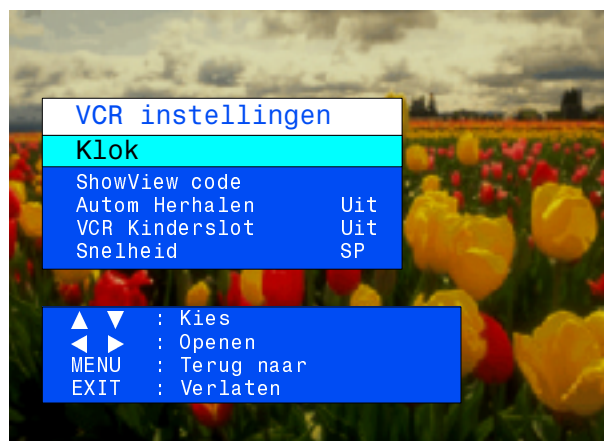 VCR instellingen
Klok
ShowView code
Autom Herhalen Uit
VCR Kinderslot Uit
Snelheid SP
▲ ▼ : Kies
◀ ▶ : Openen
MENU : Terug naar
EXIT : Verlaten